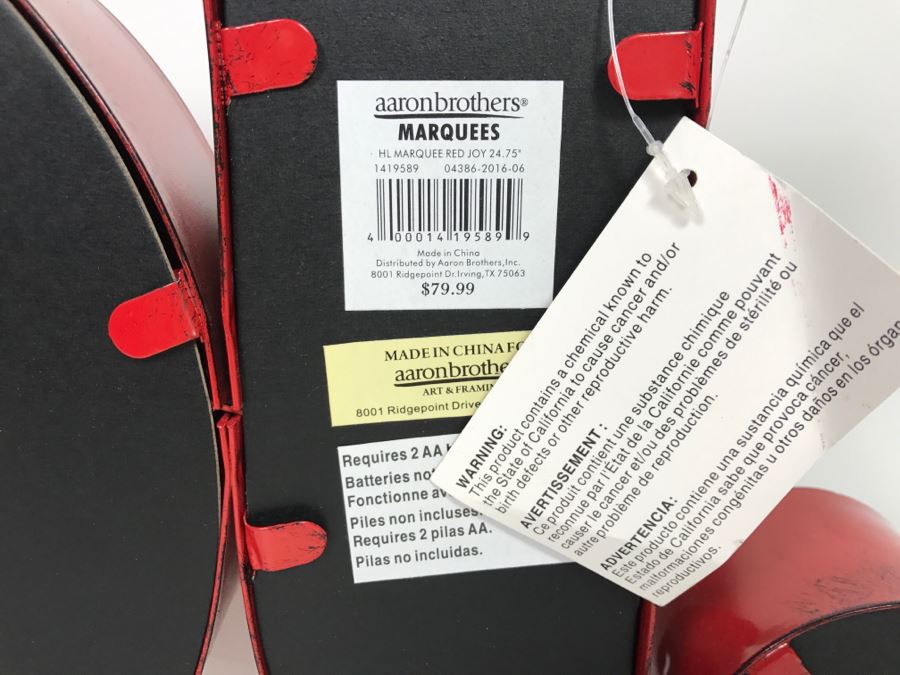 aaronbrothers®
MARQUEES
HL MARQUEE RED JOY 24.75"
1419589 04386-2016-06
4 00014 19589 9
Made in China
Distributed by Aaron Brothers,Inc.
8001 Ridgepoint Dr.Irving,TX 75063
$79.99
MADE IN CHINA
aaronbrothe
ART & FRAMIN
8001 Ridgepoint Drive
Requires 2 AA
Batteries not
Fonctionne
Piles non incluses.
Requires 2 pilas AA.
Pilas no incluidas.
WARNING:
This product contains a chemical known to
the State of California to cause cancer and/or
birth defects or other reproductive harm.
AVERTISSEMENT :
Ce produit contient une substance chimique
reconnue par l'État de la Californie comme pouvant
causer le cancer et/ou des problèmes de stérilité ou
autre problème de reproduction.
ADVERTENCIA:
Este producto contiene una sustancia química que el
Estado de California sabe que provoca cáncer,
malformaciones congénitas u otros daños en los órgan
reproductivos.